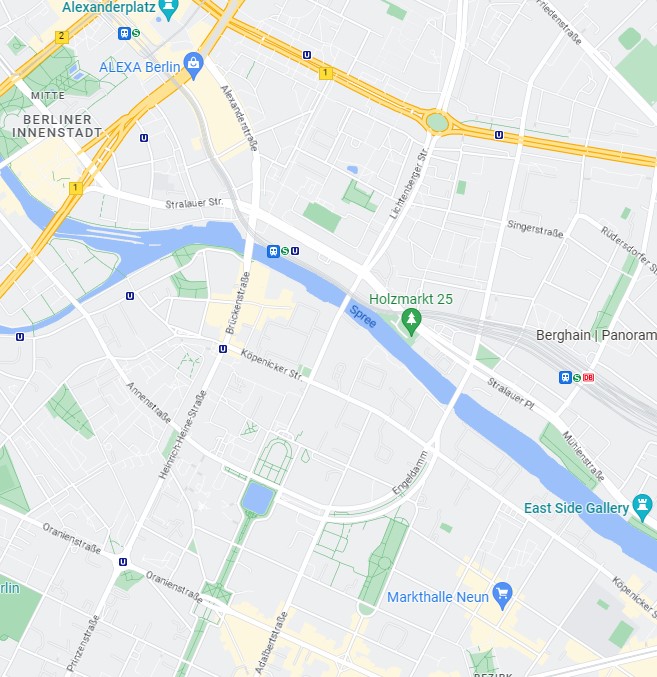 Alexanderplatz
S
2
Friedenstraße
ALEXA Berlin
U
1
MITTE
BERLINER
INNENSTADT
U
Alexanderstraße
U
Lichtenberger Str.
1
Stralauer Str.
Singerstraße
Rüdersdorfer St
S U
U
Holzmarkt 25
Brückenstraße
Spree
U
Berghain | Panoram
U
Köpenicker Str.
S DB
Stralauer Pl.
Annenstraße
Heinrich-Heine-Straße
Mühlenstraße
Engeldamm
East Side Gallery
Oranienstraße
U
Oranienstraße
rlin
Markthalle Neun
Köpenicker S
Prinzenstraße
Adalbertstraße
BEZIRK